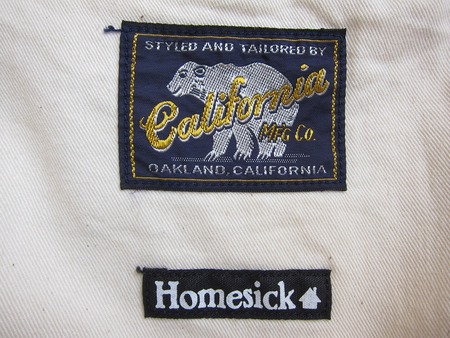 STYLED AND TAILORED BY
California
MFG CO.
OAKLAND, CALIFORNIA
Homesick